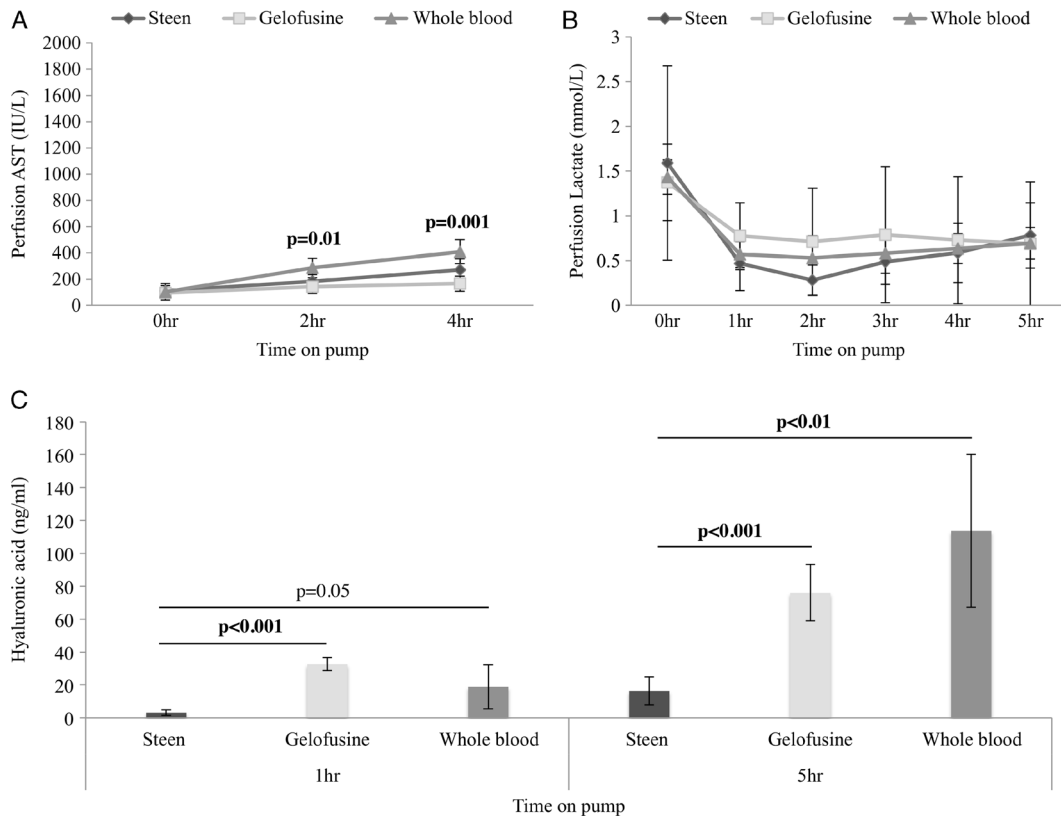 A
Steen
Gelofusine
Whole blood
2000
1800
1600
1400
1200
1000
800
600
400
200
0
Perfusion AST (IU/L)
p=0.01
p=0.001
0hr
2hr
4hr
Time on pump
B
Steen
Gelofusine
Whole blood
3
2.5
2
1.5
1
0.5
0
Perfusion Lactate (mmol/L)
0hr
1hr
2hr
3hr
4hr
5hr
Time on pump
C
180
160
140
120
100
80
60
40
20
0
Hyaluronic acid (ng/ml)
p<0.01
p<0.001
p=0.05
p<0.001
Steen
Gelofusine
Whole blood
Steen
Gelofusine
Whole blood
1hr
5hr
Time on pump